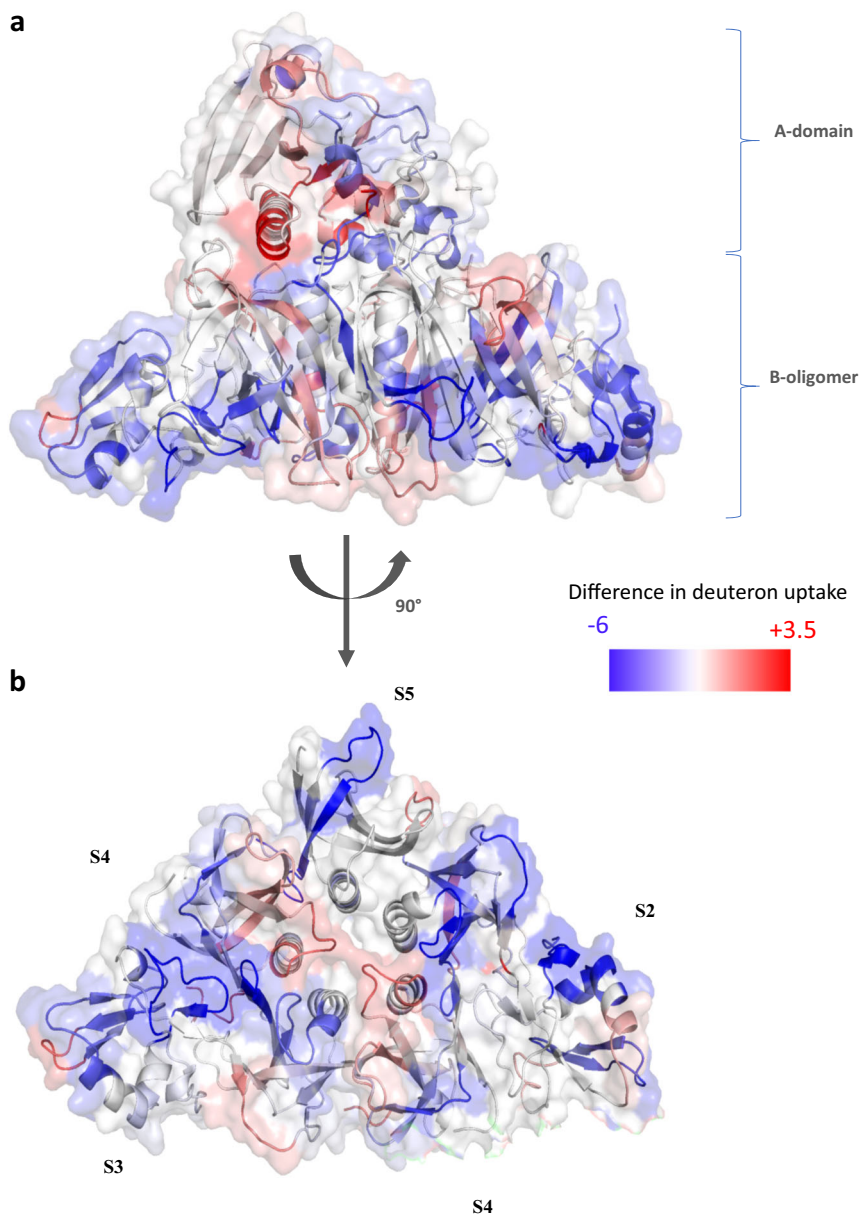 a
A-domain
B-oligomer
90°
Difference in deuteron uptake
-6 +3.5
b
S5
S4
S2
S3
S4